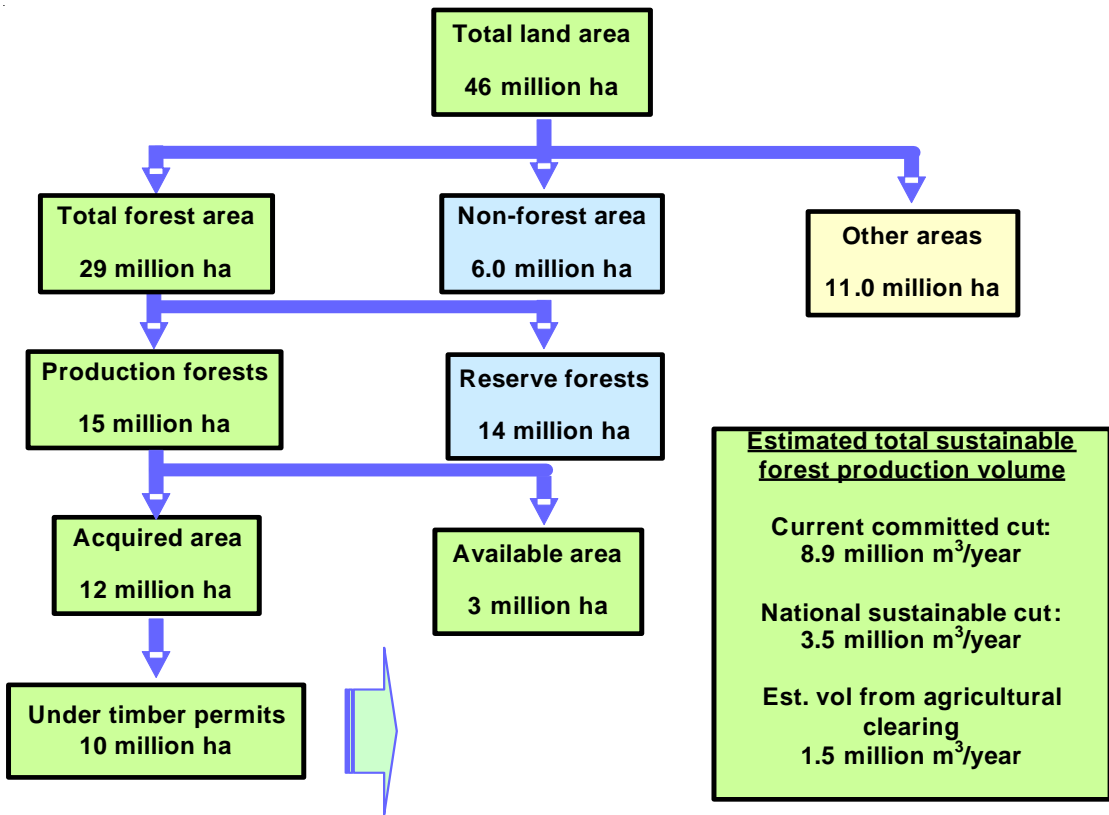 Total land area
46 million ha
Total forest area
29 million ha
Non-forest area
6.0 million ha
Other areas
11.0 million ha
Production forests
15 million ha
Reserve forests
14 million ha
Acquired area
12 million ha
Available area
3 million ha
Under timber permits
10 million ha
Estimated total sustainable
forest production volume
Current committed cut:
8.9 million m³/year
National sustainable cut:
3.5 million m³/year
Est. vol from agricultural
clearing
1.5 million m³/year